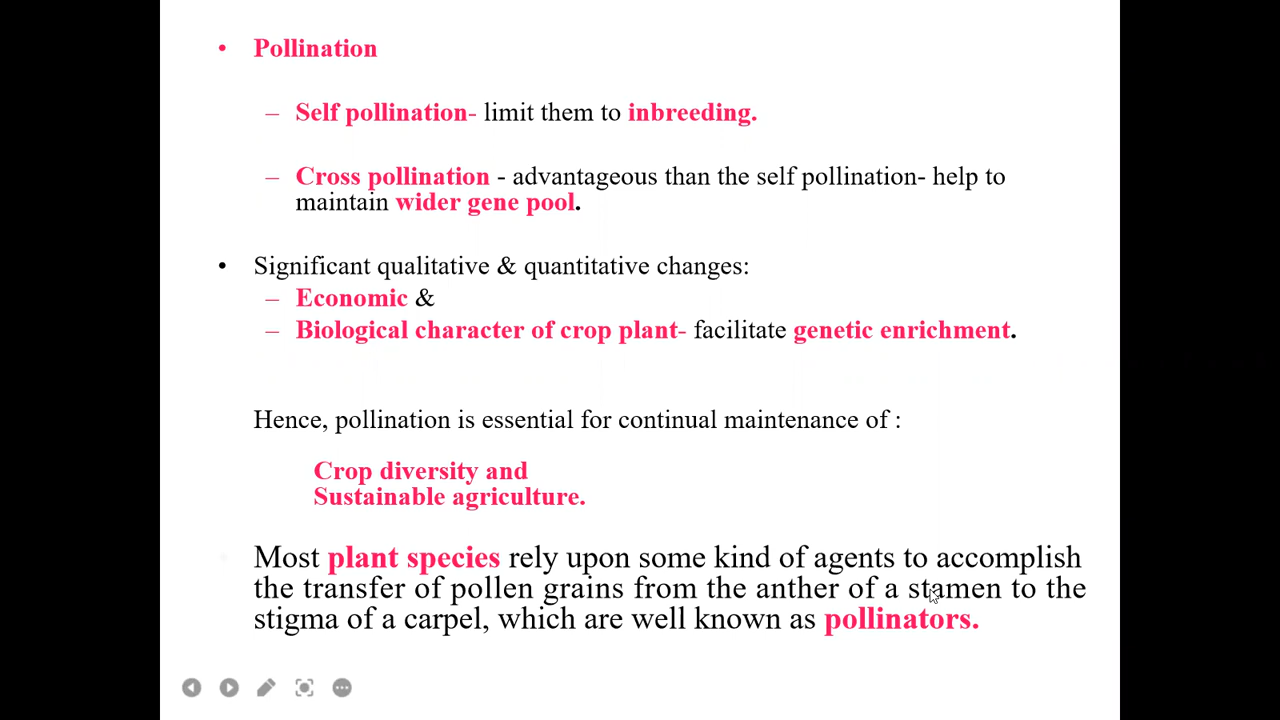 • Pollination
– Self pollination- limit them to inbreeding.
– Cross pollination - advantageous than the self pollination- help to
maintain wider gene pool.
• Significant qualitative & quantitative changes:
– Economic &
– Biological character of crop plant- facilitate genetic enrichment.
Hence, pollination is essential for continual maintenance of :
Crop diversity and
Sustainable agriculture.
Most plant species rely upon some kind of agents to accomplish
the transfer of pollen grains from the anther of a stamen to the
stigma of a carpel, which are well known as pollinators.